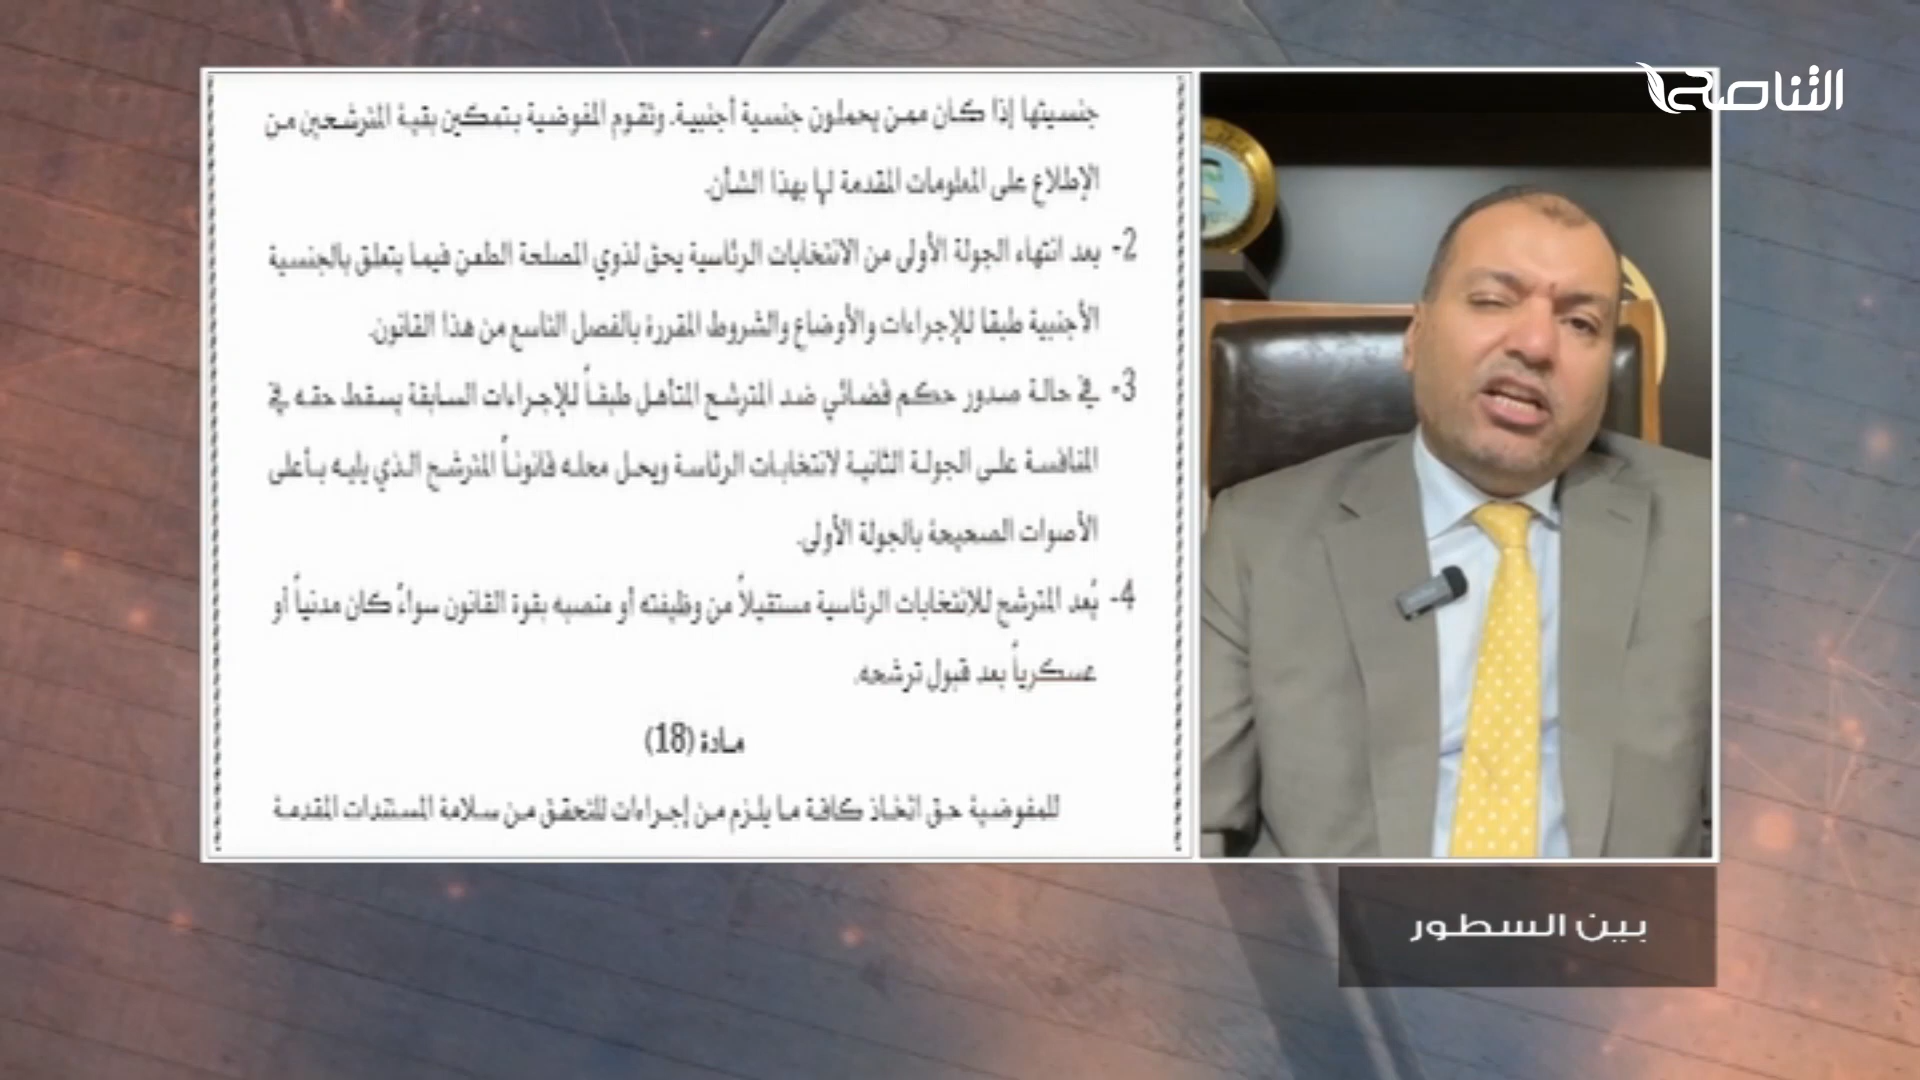 التناصح
جنسيتها إذا كان ممن يحملون جنسية أجنبية. وتقوم المفوضية بتمكين بقية المترشحين من
الإطلاع على المعلومات المقدمة لها بهذا الشأن.
2- بعد انتهاء الجولة الأولى من الانتخابات الرئاسية يحق لذوي المصلحة الطعن فيما يتعلق بالجنسية
الأجنبية طبقا للإجراءات والأوضاع والشروط المقررة بالفصل التاسع من هذا القانون.
3- في حالة صدور حكم قضائي ضد المترشح المتأهل طبقاً للإجراءات السابقة يسقط حقه في
المنافسة على الجولة الثانية لانتخابات الرئاسة ويحل محله قانوناً المترشح الذي يليه بأعلى
الأصوات الصحيحة بالجولة الأولى.
4- يُعد المترشح للانتخابات الرئاسية مستقيلاً من وظيفته أو منصبه بقوة القانون سواءً كان مدنياً أو
عسكرياً بعد قبول ترشحه.
مادة (18)
للمفوضية حق اتخاذ كافة ما يلزم من إجراءات للتحقق من سلامة المستندات المقدمة
بين السطور